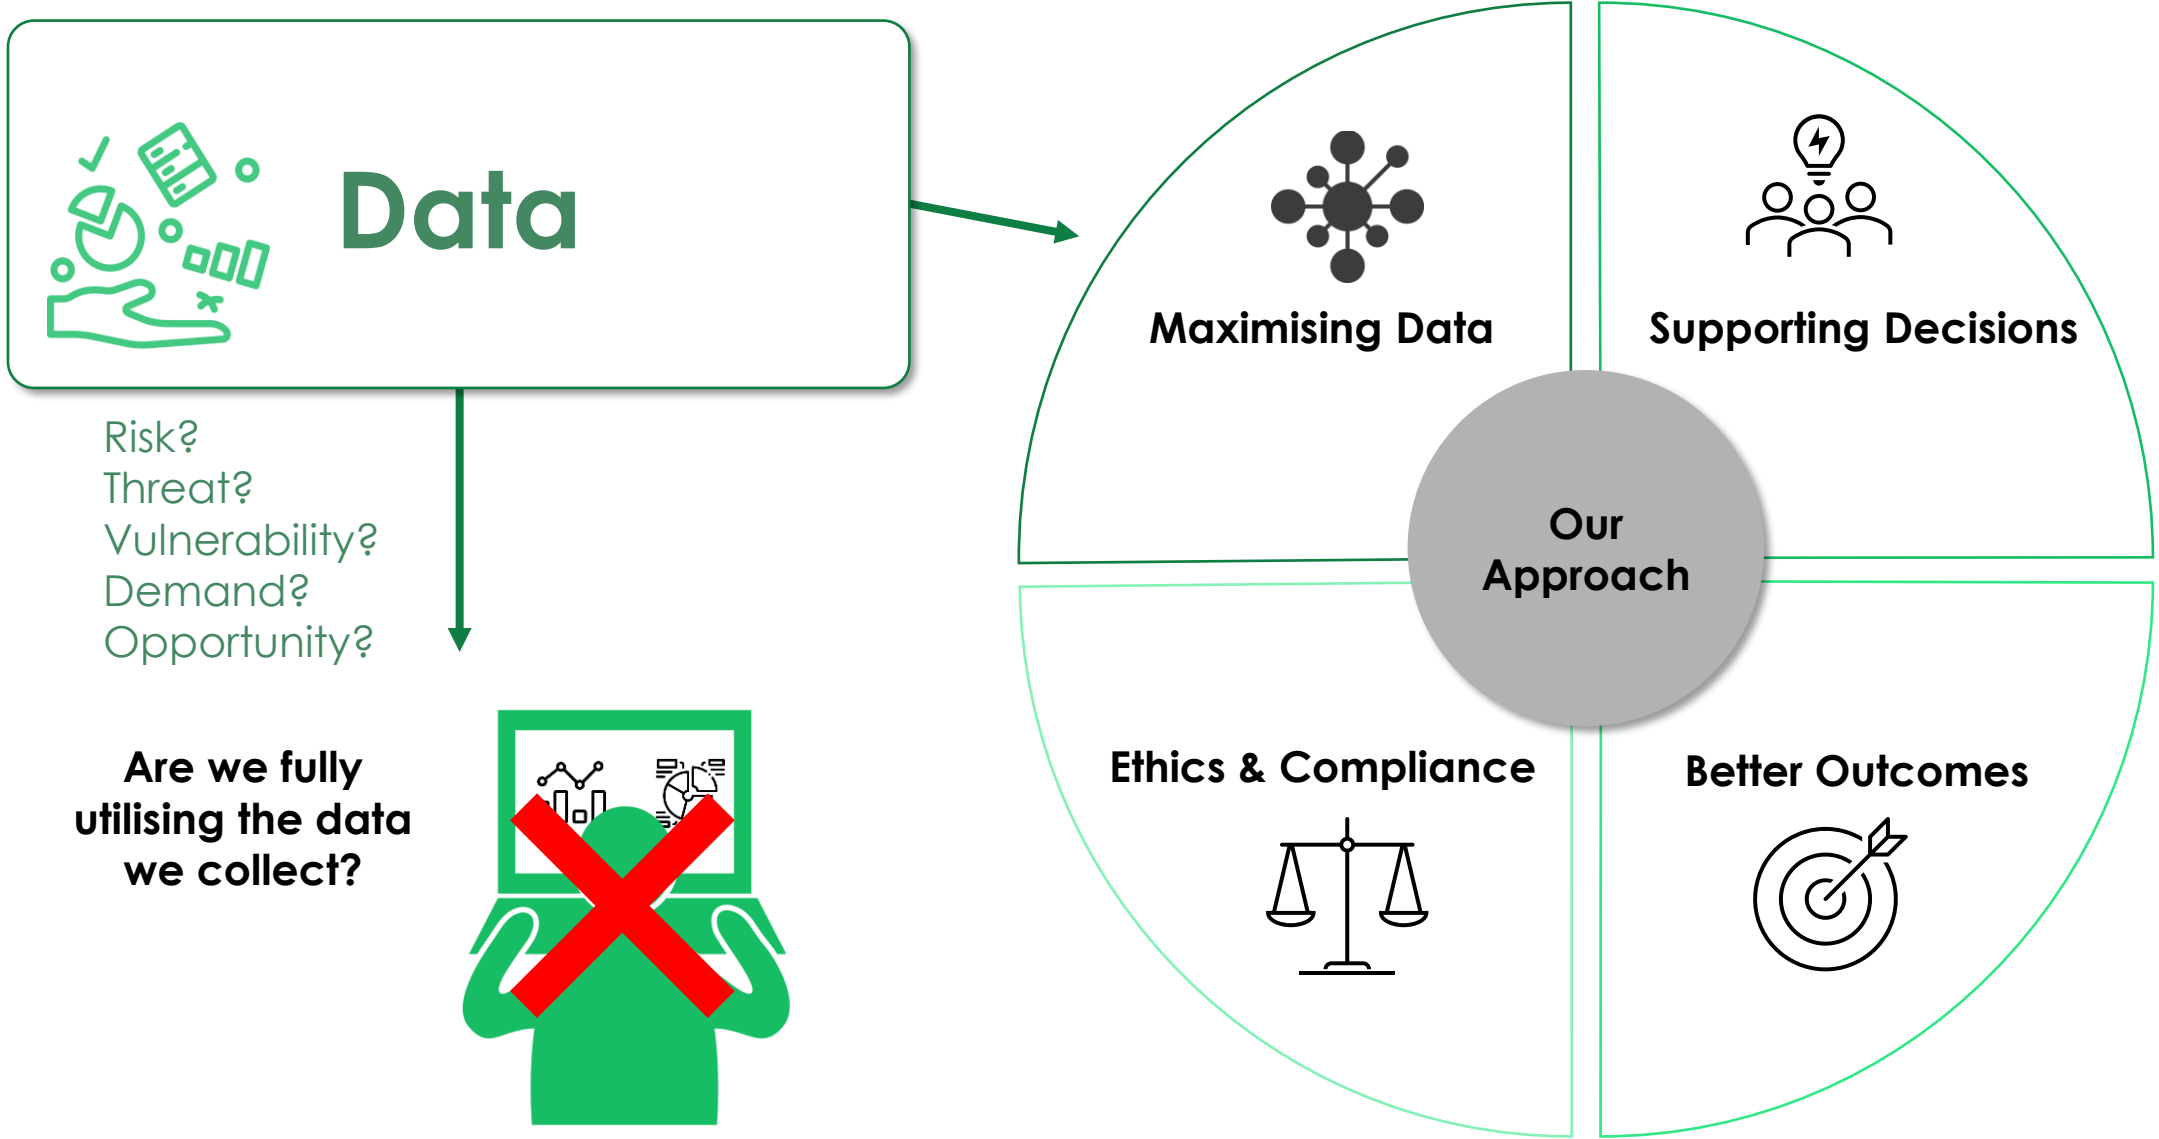 Data
Risk?
Threat?
Vulnerability?
Demand?
Opportunity?
Are we fully
utilising the data
we collect?
Maximising Data
Supporting Decisions
Our
Approach
Ethics & Compliance
Better Outcomes